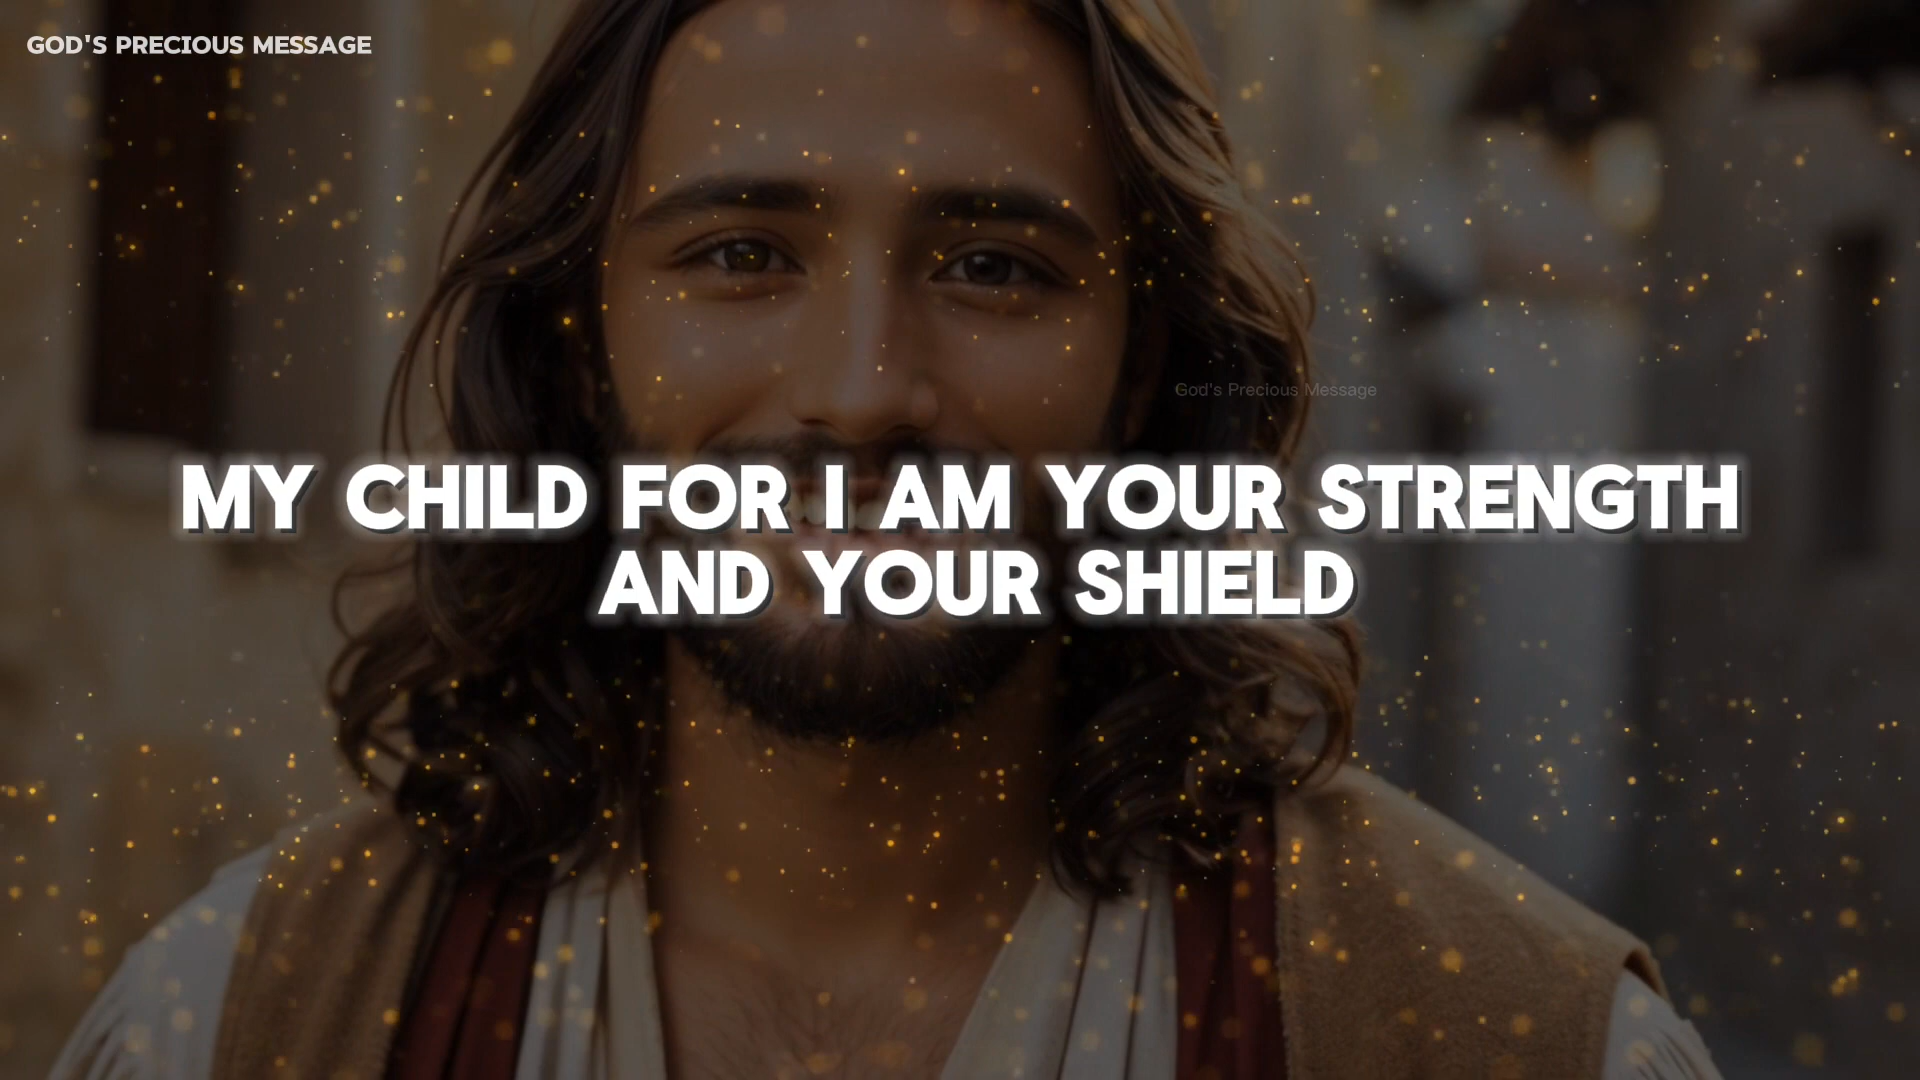 GOD'S PRECIOUS MESSAGE
God's Precious Message
MY CHILD FOR I AM YOUR STRENGTH
AND YOUR SHIELD